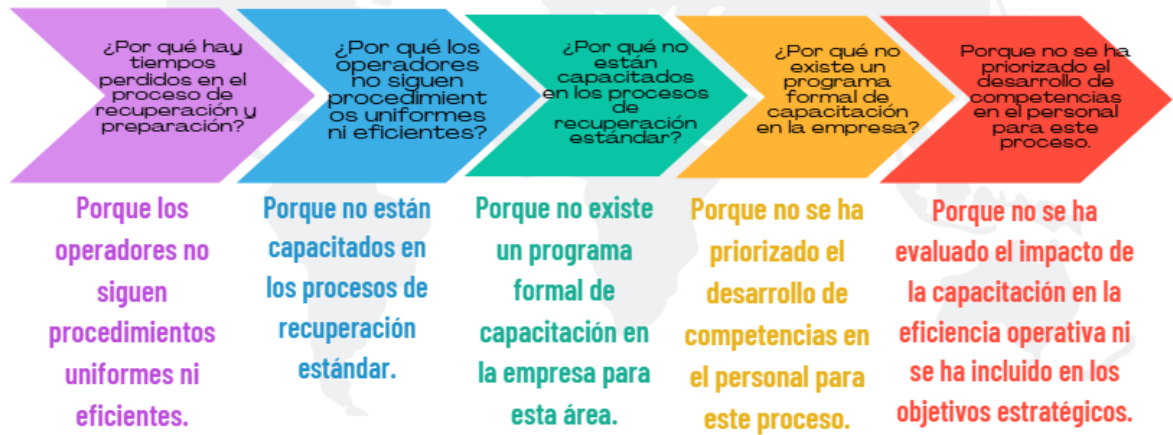 ¿Por qué hay
tiempos
perdidos en el
proceso de
recuperación y
preparación?
Porque los
operadores no
siguen
procedimientos
uniformes ni
eficientes.
¿Por qué los
operadores
no siguen
procedimient
os uniformes
ni eficientes?
Porque no están
capacitados en
los procesos de
recuperación
estándar.
¿Por qué no
están
capacitados
en los procesos
de
recuperación
estándar?
Porque no existe
un programa
formal de
capacitación en
la empresa para
esta área.
¿Por qué no
existe un
programa
formal de
capacitación
en la empresa?
Porque no se ha
priorizado el
desarrollo de
competencias en
el personal para
este proceso.
Porque no se ha
priorizado el
desarrollo de
competencias
en el personal
para este
proceso.
Porque no se ha
evaluado el impacto de
la capacitación en la
eficiencia operativa ni
se ha incluido en los
objetivos estratégicos.